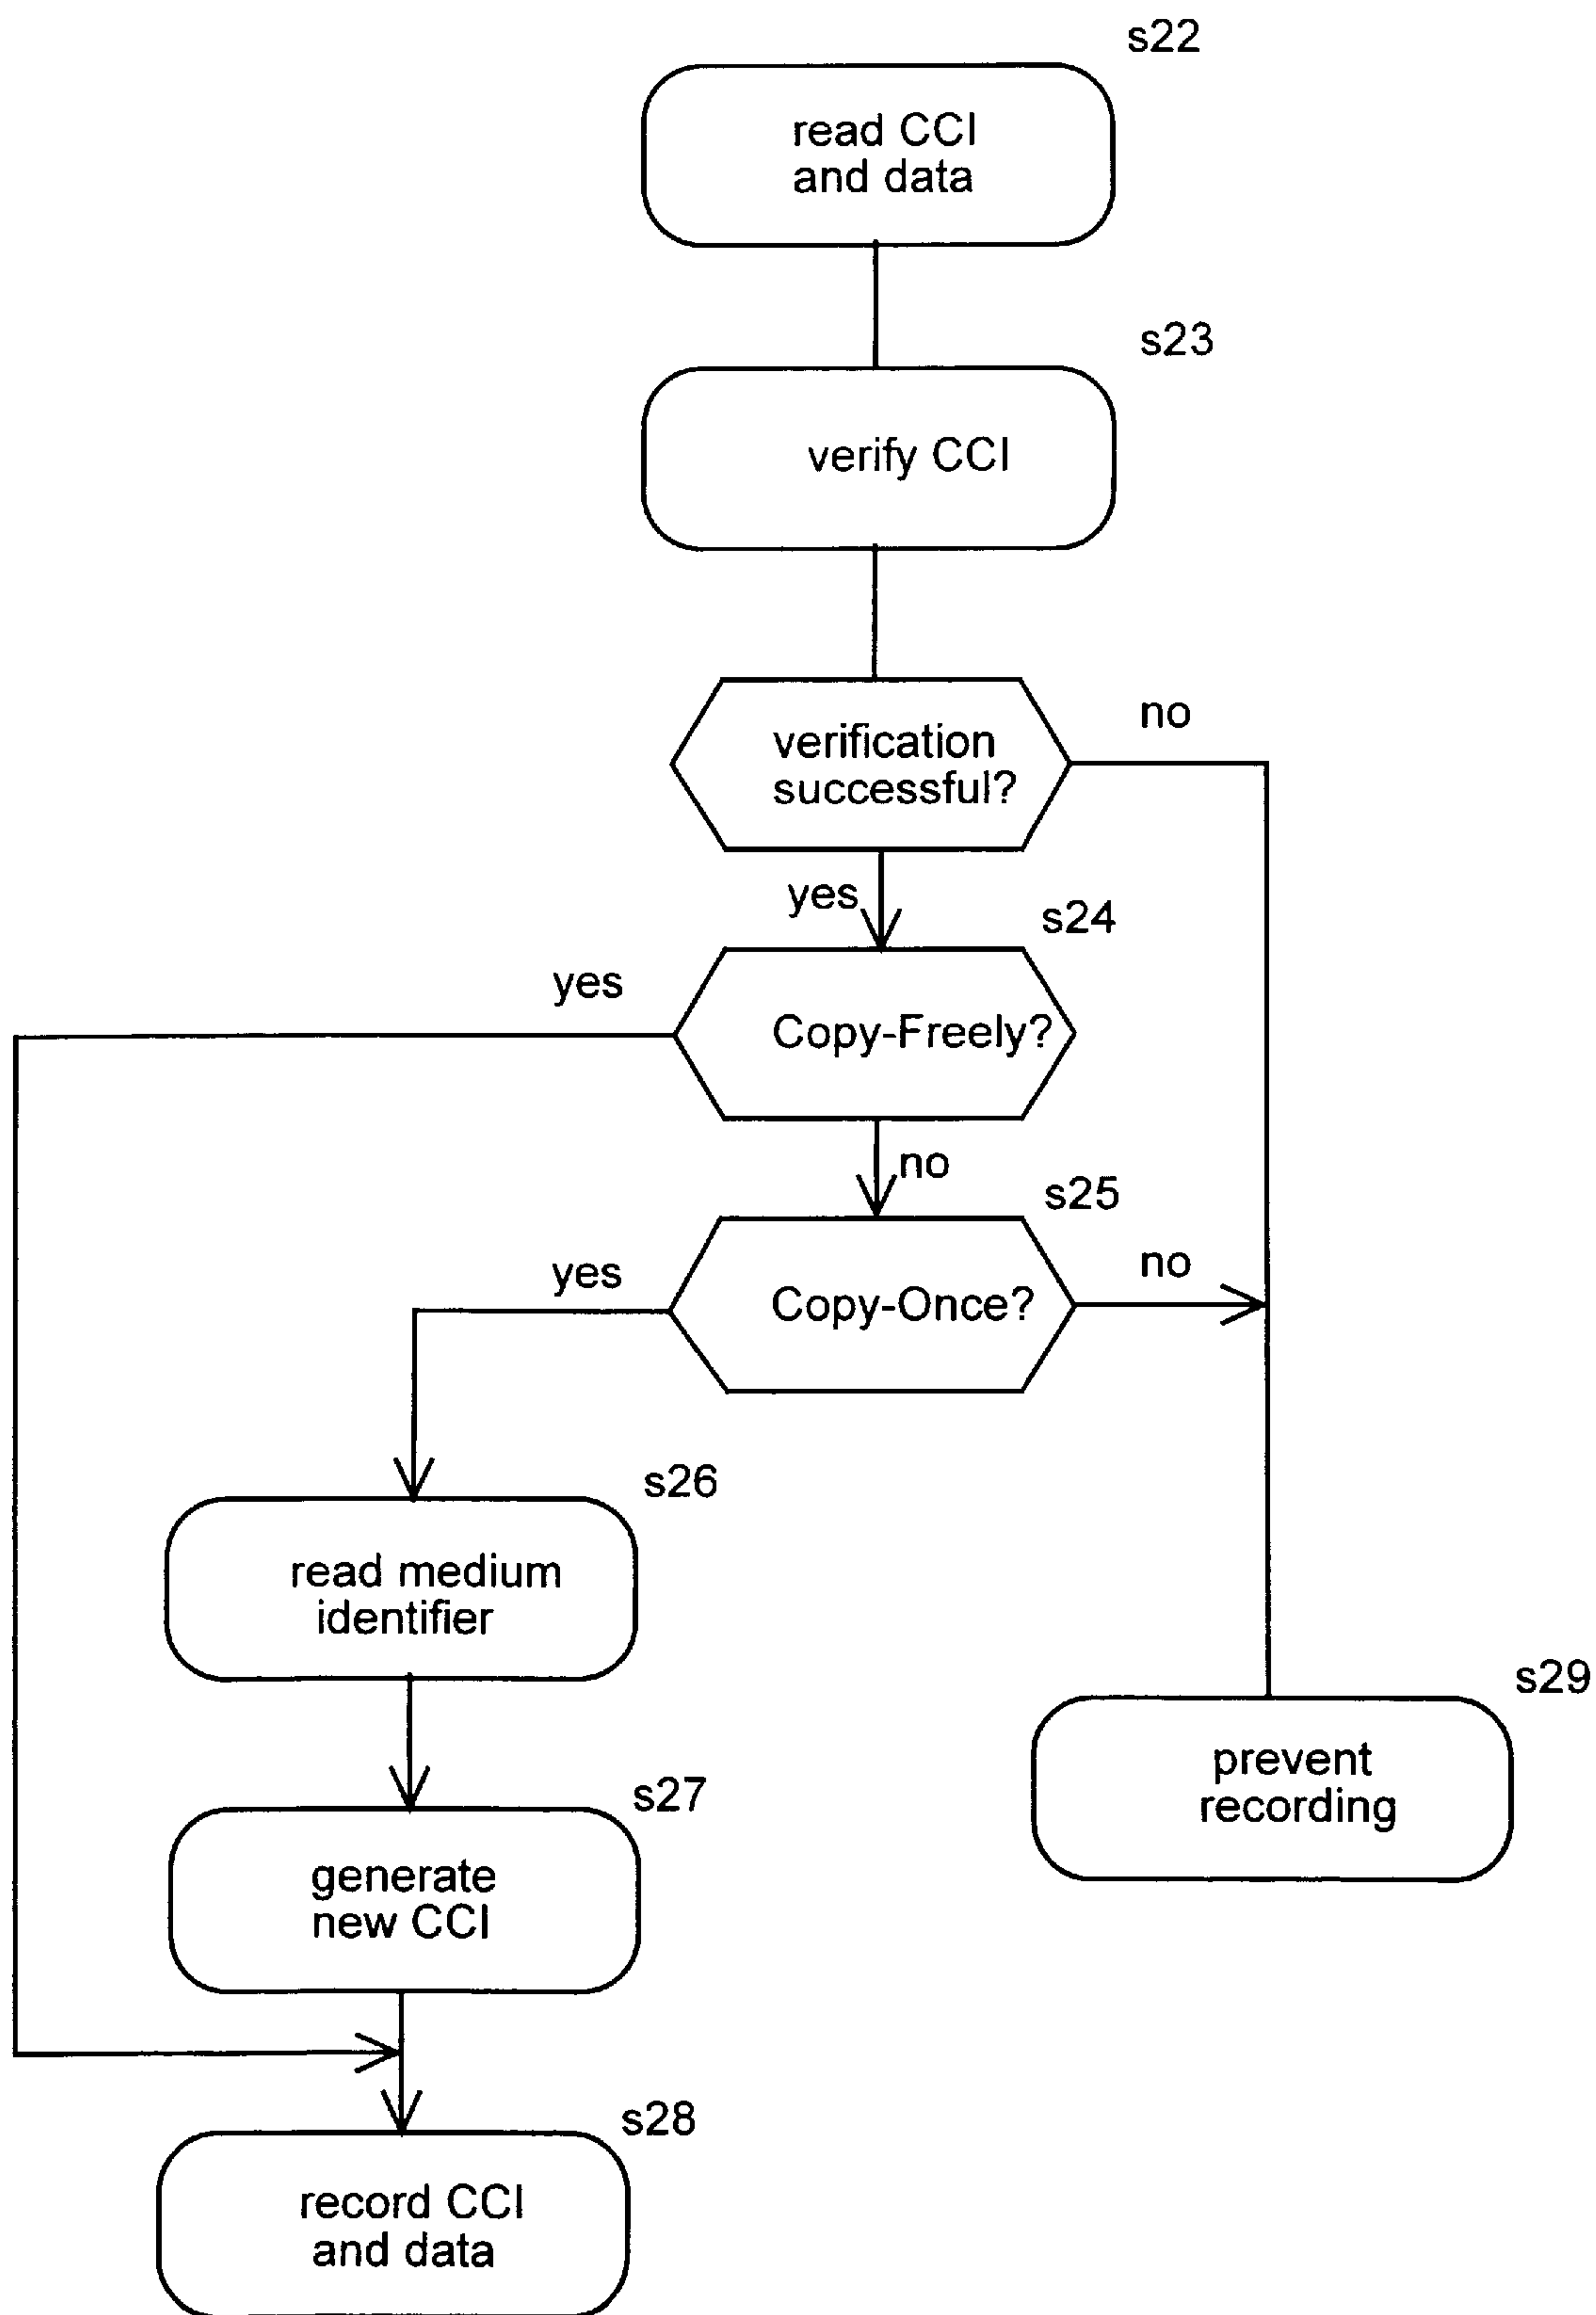 s22
read CCI
and data
s23
verify CCI
verification
successful?
no
yes
s24
yes
Copy-Freely?
no
s25
yes
Copy-Once?
no
s26
read medium
identifier
s29
prevent
recording
s27
generate
new CCI
s28
record CCI
and data